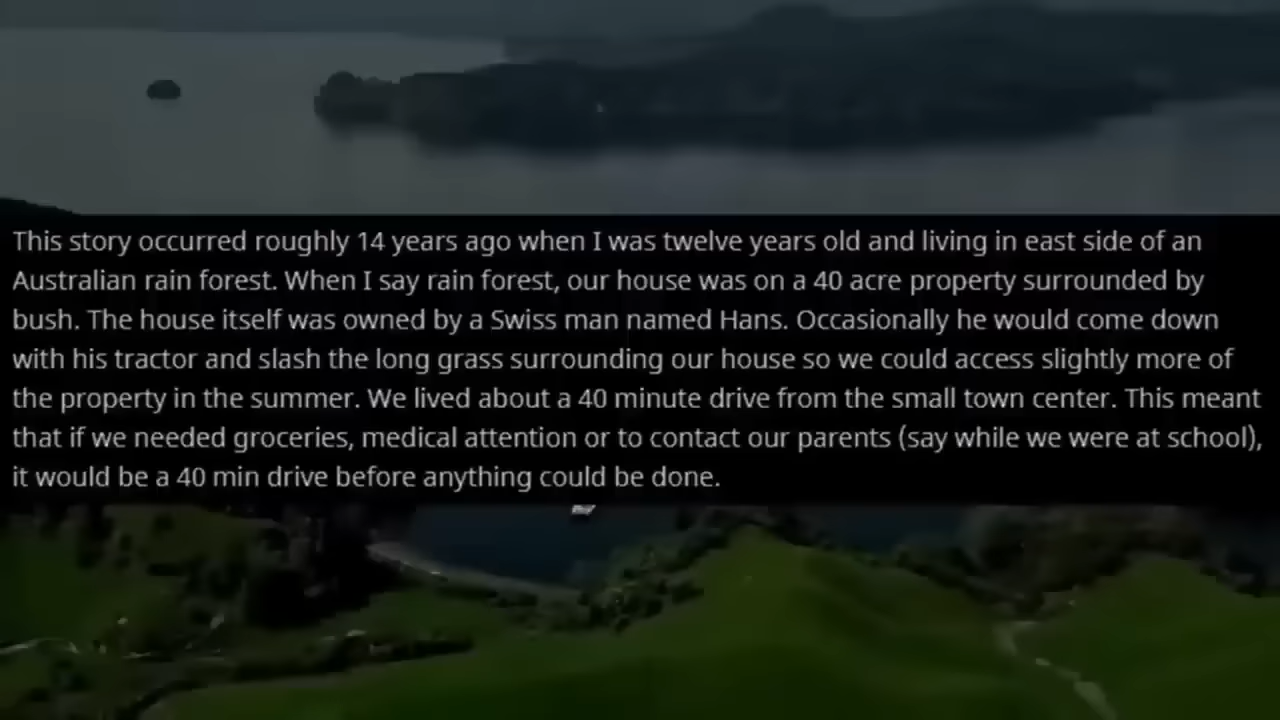 This story occurred roughly 14 years ago when I was twelve years old and living in east side of an
Australian rain forest. When I say rain forest, our house was on a 40 acre property surrounded by
bush. The house itself was owned by a Swiss man named Hans. Occasionally he would come down
with his tractor and slash the long grass surrounding our house so we could access slightly more of
the property in the summer. We lived about a 40 minute drive from the small town center. This meant
that if we needed groceries, medical attention or to contact our parents (say while we were at school),
it would be a 40 min drive before anything could be done.